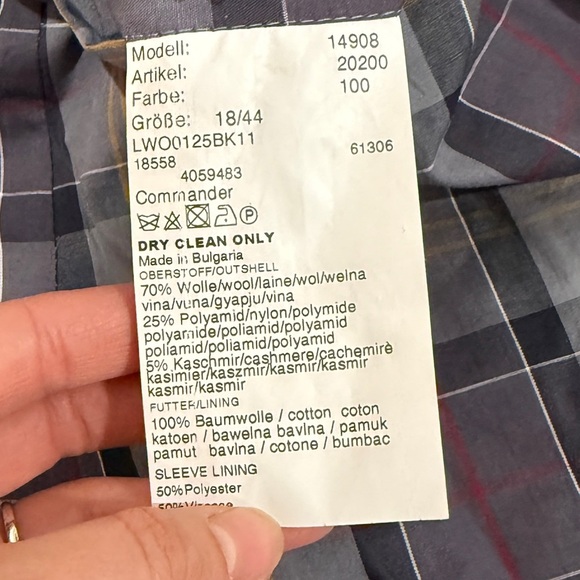 Modell: 14908
Artikel: 20200
Farbe: 100
Größe: 18/44
LWO0125BK11
18558 61306
4059483
Commander
DRY CLEAN ONLY
Made in Bulgaria
OBERSTOFF/OUTSHELL
70% Wolle/wool/laine/wol/welna
vina/vuna/gyapju/vina
25% Polyamid/nylon/polymide
polyamide/poliamid/polyamid
poliamid/poliamid/polyamid
5% Kaschmir/cashmere/cachemirè
kasimier/kaszmir/kasmir/kasmir
kasmir/kasmir
FUTTER/LINING
100% Baumwolle / cotton coton
katoen / bawelna bavlna / pamuk
pamut bavlna / cotone / bumbac
SLEEVE LINING
50%Polyester
50%Viscose